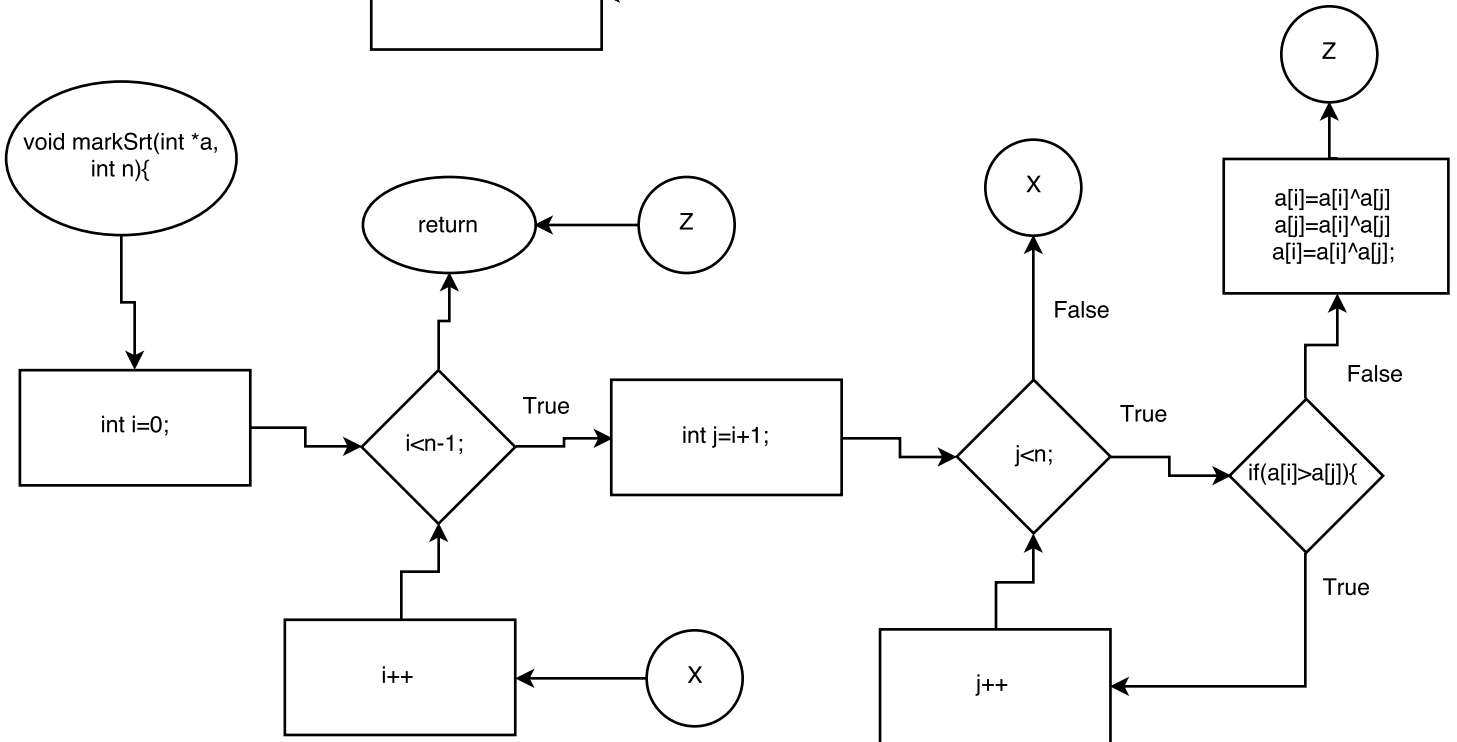 Z
void markSrt(int *a,
int n){
X
return
Z
a[i]=a[i]^a[j]
a[j]=a[i]^a[j]
a[i]=a[i]^a[j];
False
False
True
True
int i=0;
i<n-1;
int j=i+1;
j<n;
if(a[i]>a[j]){
True
i++
X
j++